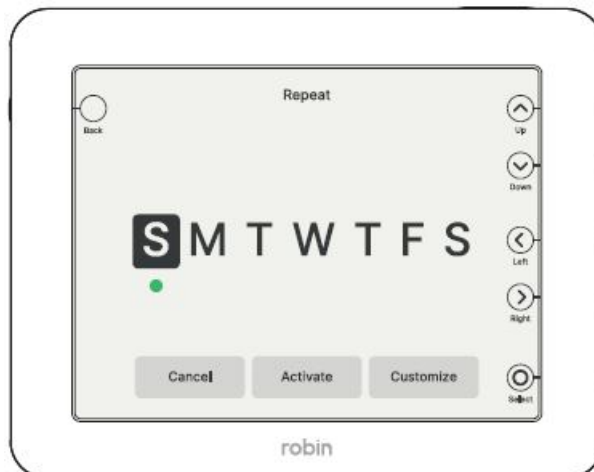 Repeat
Back
Up
Down
S M T W T F S
Left
Right
Cancel Activate Customize
Select
robin